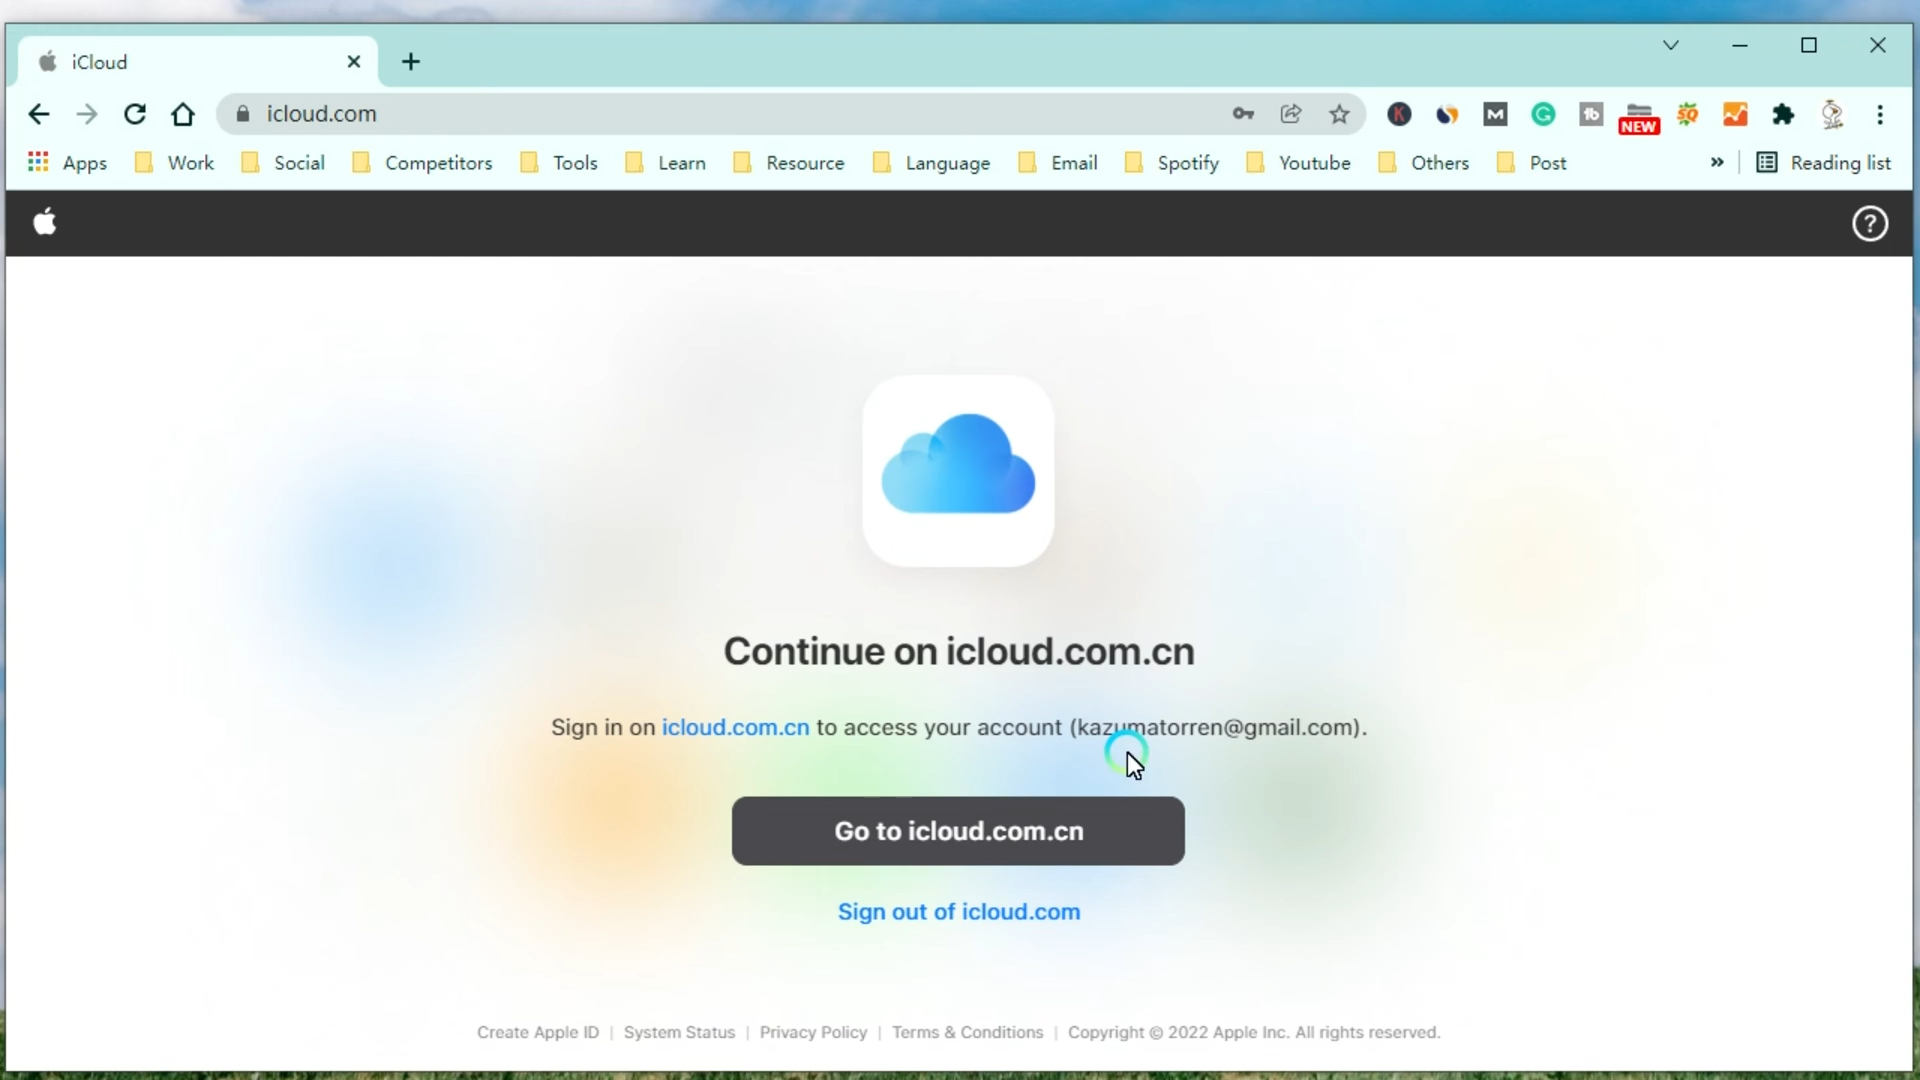 iCloud
icloud.com
NEW
Apps Work Social Competitors Tools Learn Resource Language Email Spotify Youtube Others Post » Reading list
Continue on icloud.com.cn
Sign in on icloud.com.cn to access your account (kazumatorren@gmail.com).
Go to icloud.com.cn
Sign out of icloud.com
Create Apple ID | System Status | Privacy Policy | Terms & Conditions | Copyright © 2022 Apple Inc. All rights reserved.